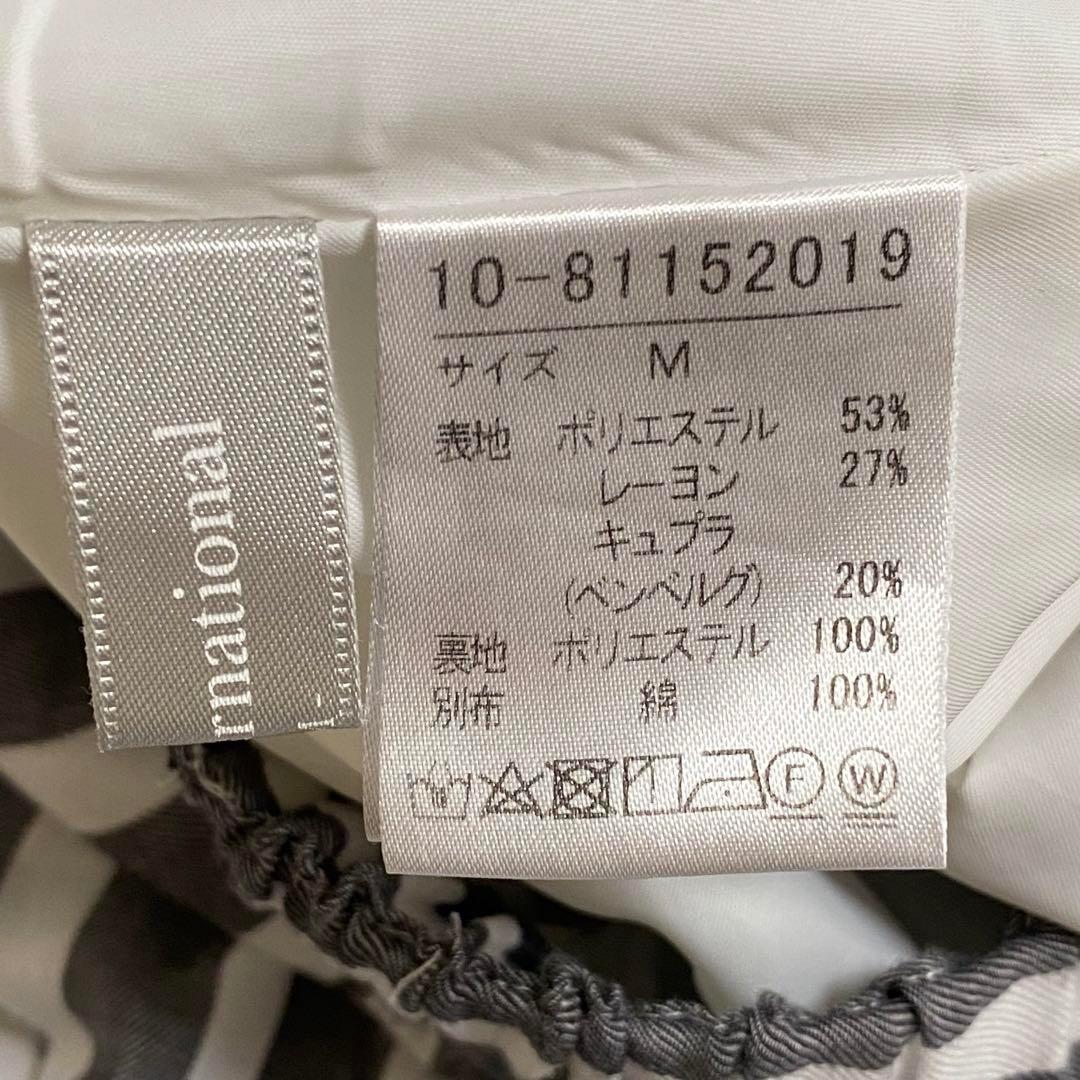 rnational
10-81152019
サイズ M
表地 ポリエステル 53%
レーヨン 27%
キュプラ
(ベンベルグ) 20%
裏地 ポリエステル 100%
別布 綿 100%
F W